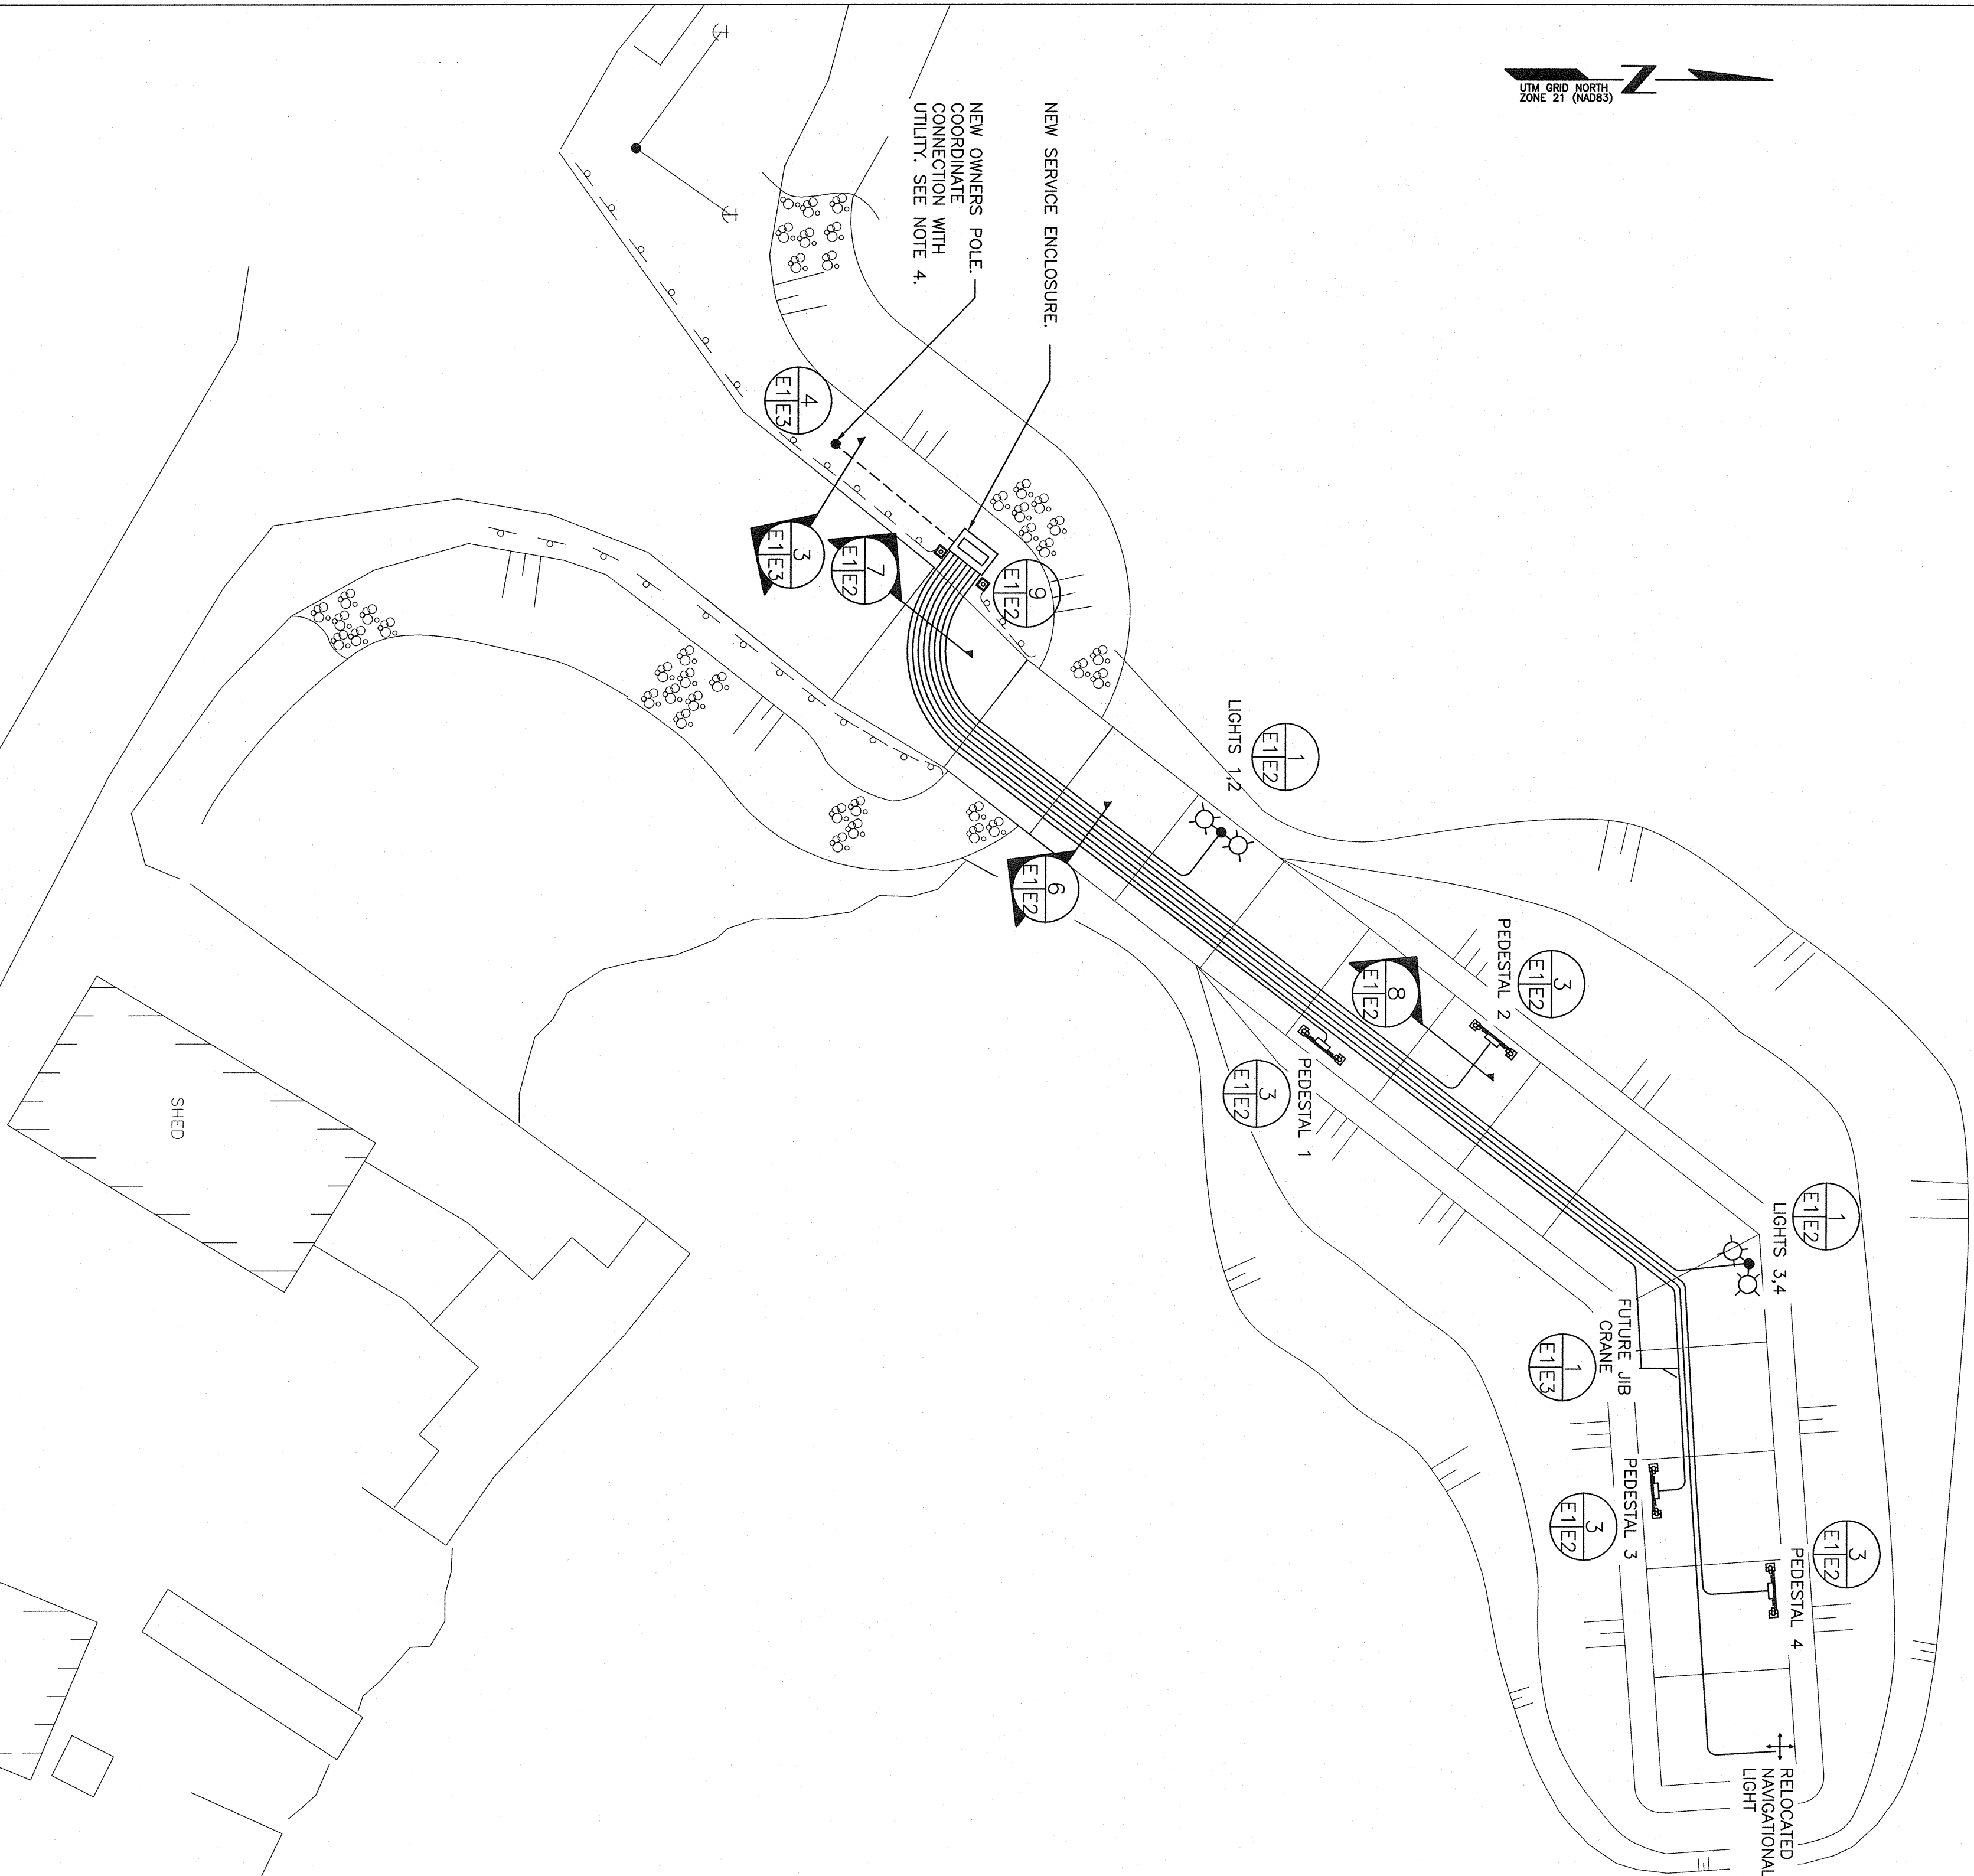 UTM GRID NORTH
ZONE 21 (NAD83)
N
NEW SERVICE ENCLOSURE.
NEW OWNERS POLE.
COORDINATE
CONNECTION WITH
UTILITY. SEE NOTE 4.
4
E1 E3
3
E1 E3
7
E1 E2
9
E1 E2
1
E1 E2
LIGHTS 1,2
6
E1 E2
3
E1 E2
PEDESTAL 2
8
E1 E2
PEDESTAL 1
3
E1 E2
1
E1 E2
LIGHTS 3,4
FUTURE JIB
CRANE
1
E1 E3
PEDESTAL 3
3
E1 E2
3
E1 E2
PEDESTAL 4
RELOCATED
NAVIGATIONAL
LIGHT
SHED